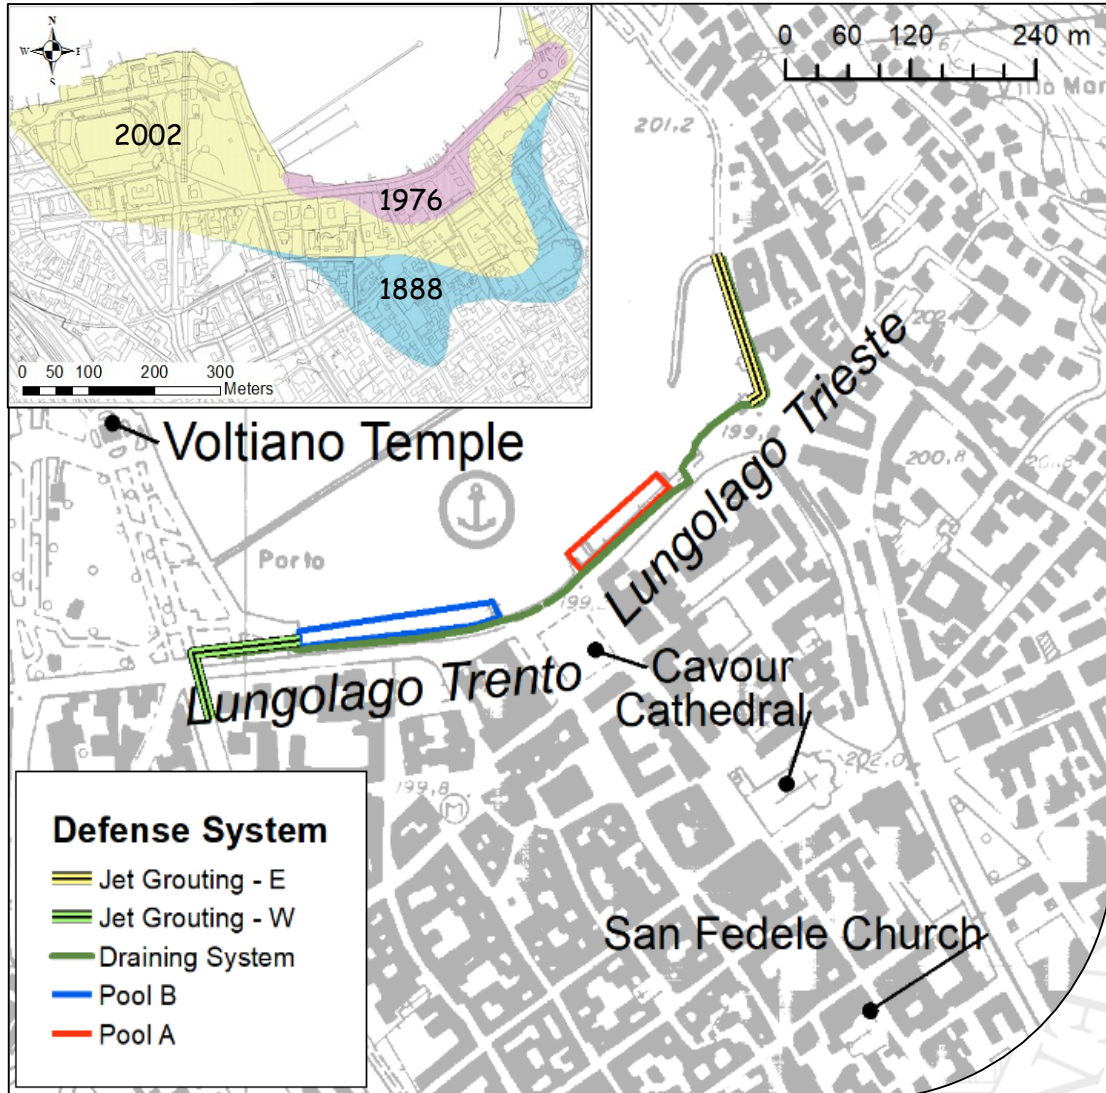 N
W
S
2002
1976
1888
0 50 100 200 300
Meters
0 60 120 240 m
Villa Mar
201,2
Voltiano Temple
Porto
199,
200,8
202.0
199,8
M
Lungolago Trieste
Lungolago Trento
Cavour
Cathedral
San Fedele Church
Defense System
Jet Grouting - E
Jet Grouting - W
Draining System
Pool B
Pool A